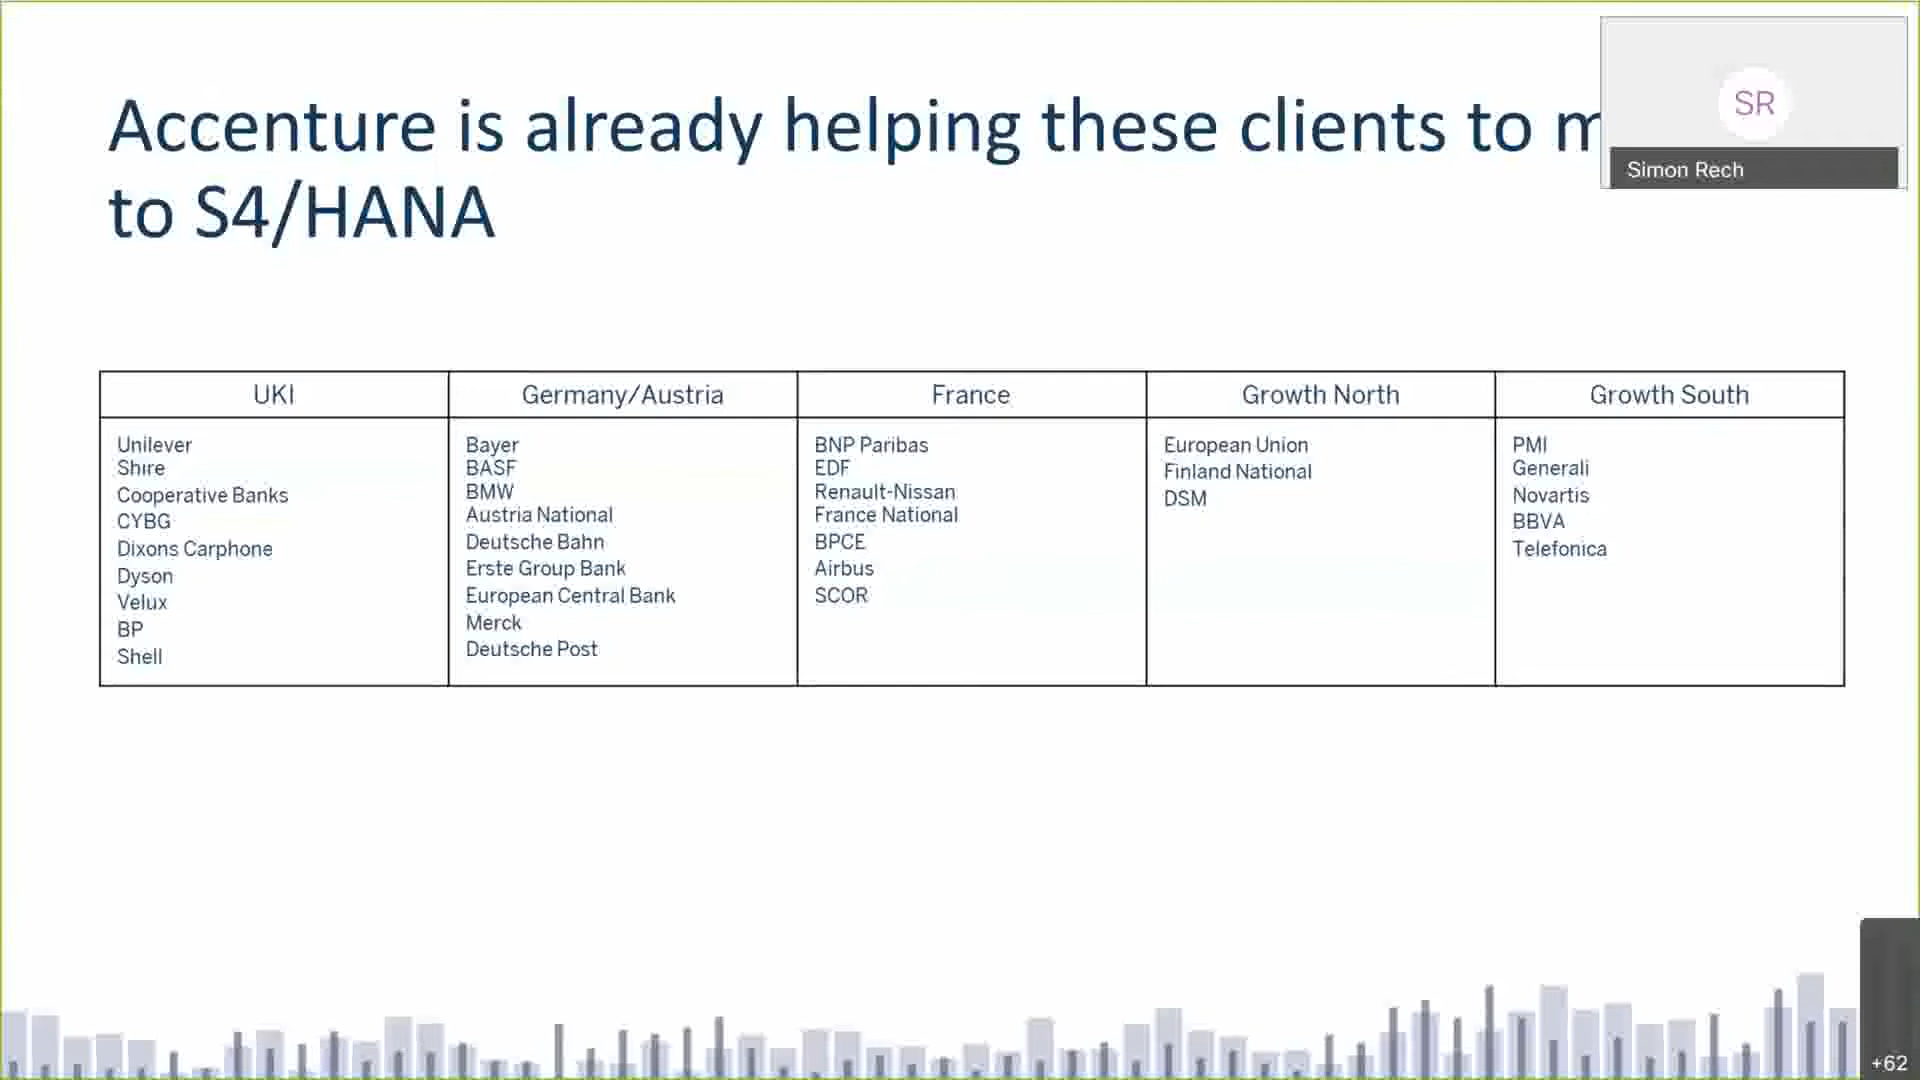 Accenture is already helping these clients to m
to S4/HANA
SR
Simon Rech
UKI
Unilever
Shire
Cooperative Banks
CYBG
Dixons Carphone
Dyson
Velux
BP
Shell
Germany/Austria
Bayer
BASF
BMW
Austria National
Deutsche Bahn
Erste Group Bank
European Central Bank
Merck
Deutsche Post
France
BNP Paribas
EDF
Renault-Nissan
France National
BPCE
Airbus
SCOR
Growth North
European Union
Finland National
DSM
Growth South
PMI
Generali
Novartis
BBVA
Telefonica
+62